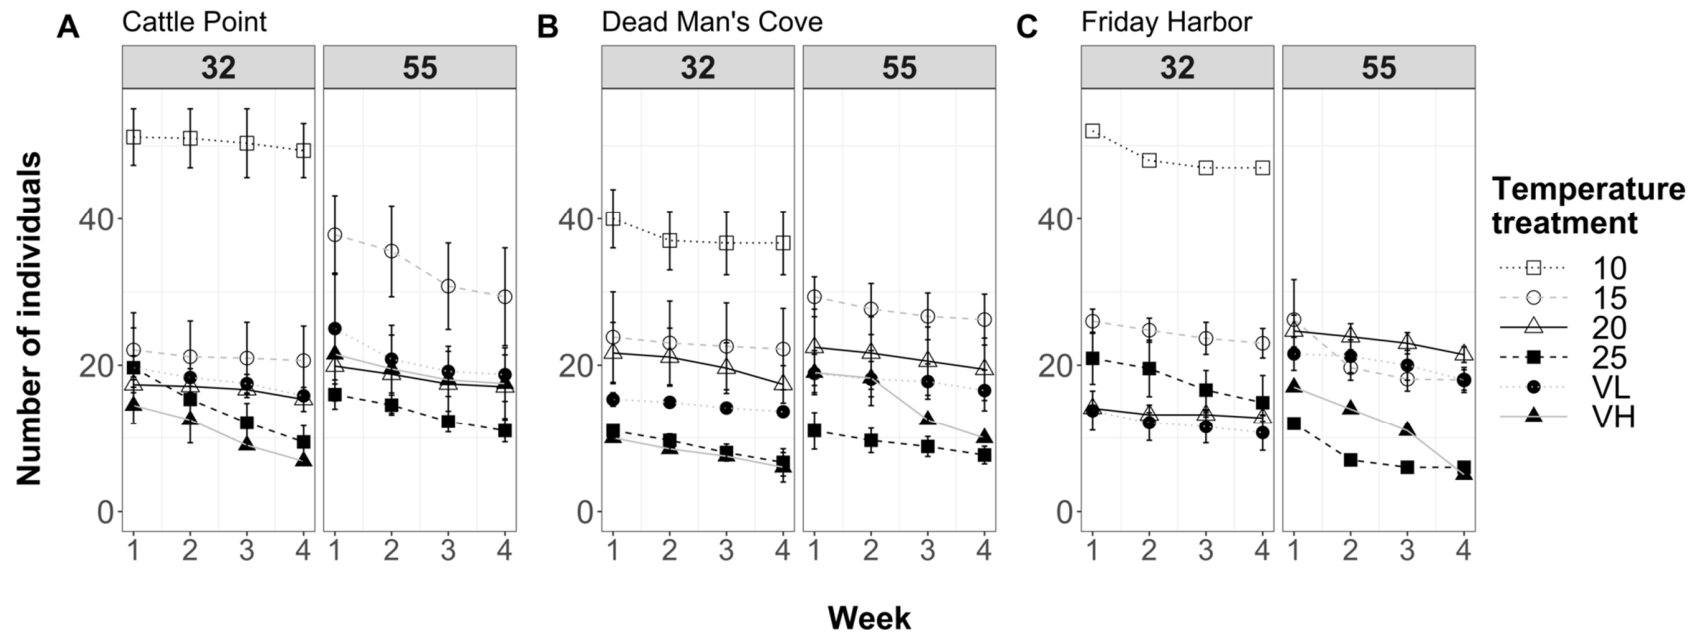 A Cattle Point
B Dead Man's Cove
C Friday Harbor
32 55 32 55 32 55
Number of individuals
40 40 40
20 20 20
0 0 0
1 2 3 4 1 2 3 4 1 2 3 4 1 2 3 4 1 2 3 4 1 2 3 4
Week
Temperature
treatment
10
15
20
25
VL
VH